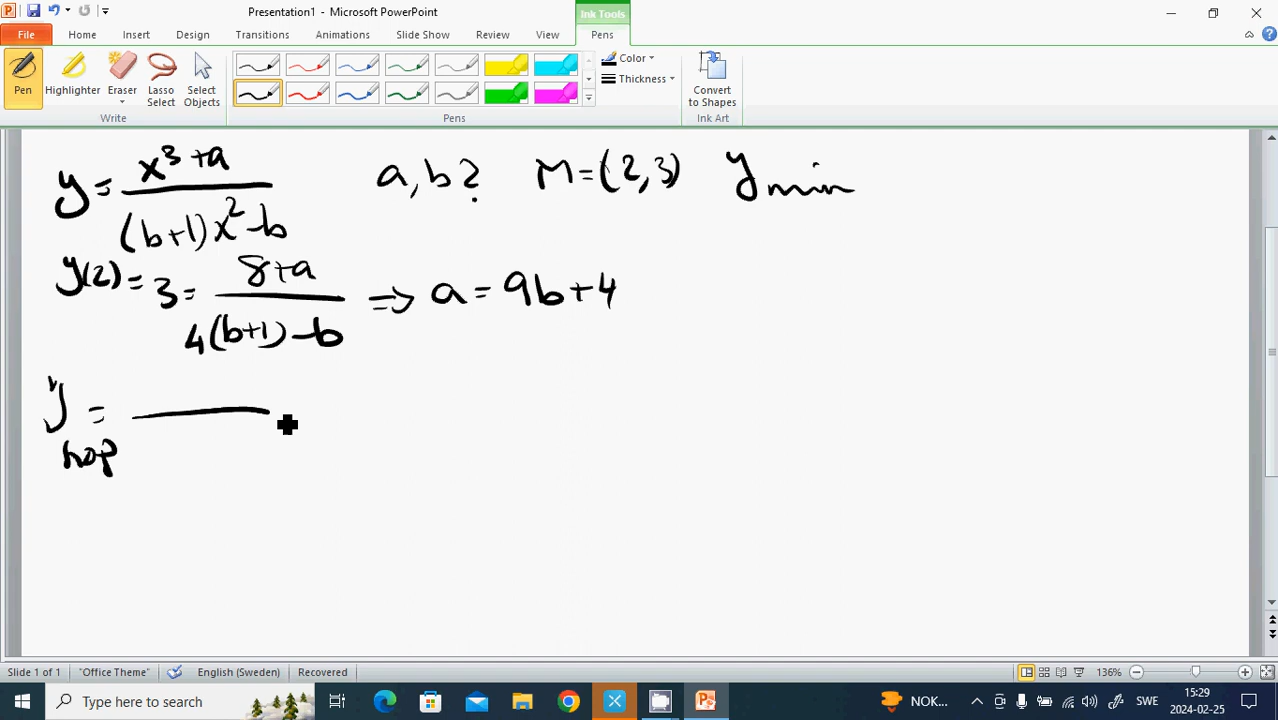 Presentation1 - Microsoft PowerPoint
Ink Tools
File Home Insert Design Transitions Animations Slide Show Review View Pens
Pen Highlighter Eraser Lasso Select Select Objects
Color
Thickness
Convert to Shapes
Write Pens Ink Art
y = (x³+a)/((b+1)x²-b) a,b? M=(2,3) y min
y(2) = 3 = (8+a)/(4(b+1)-b) ⇒ a = 9b+4
y =
hop
Slide 1 of 1 "Office Theme" English (Sweden) Recovered 136%
Type here to search NOK... SWE 15:29
2024-02-25